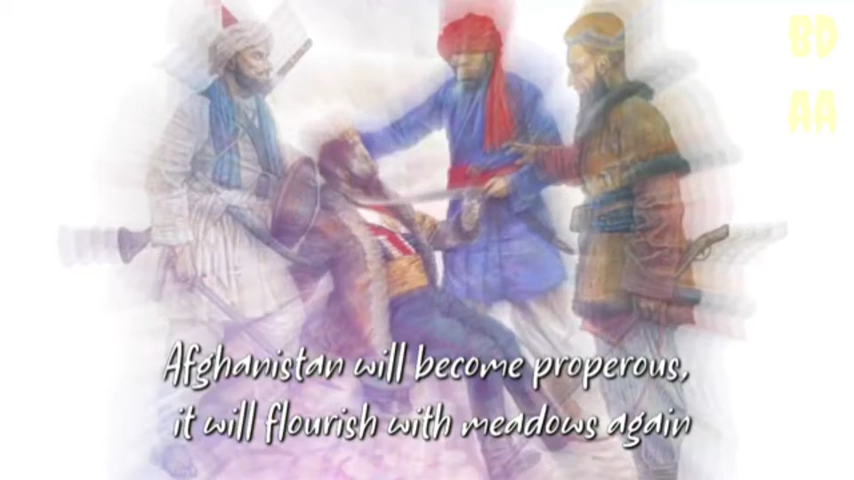 BD
AA
Afghanistan will become properous,
it will flourish with meadows again